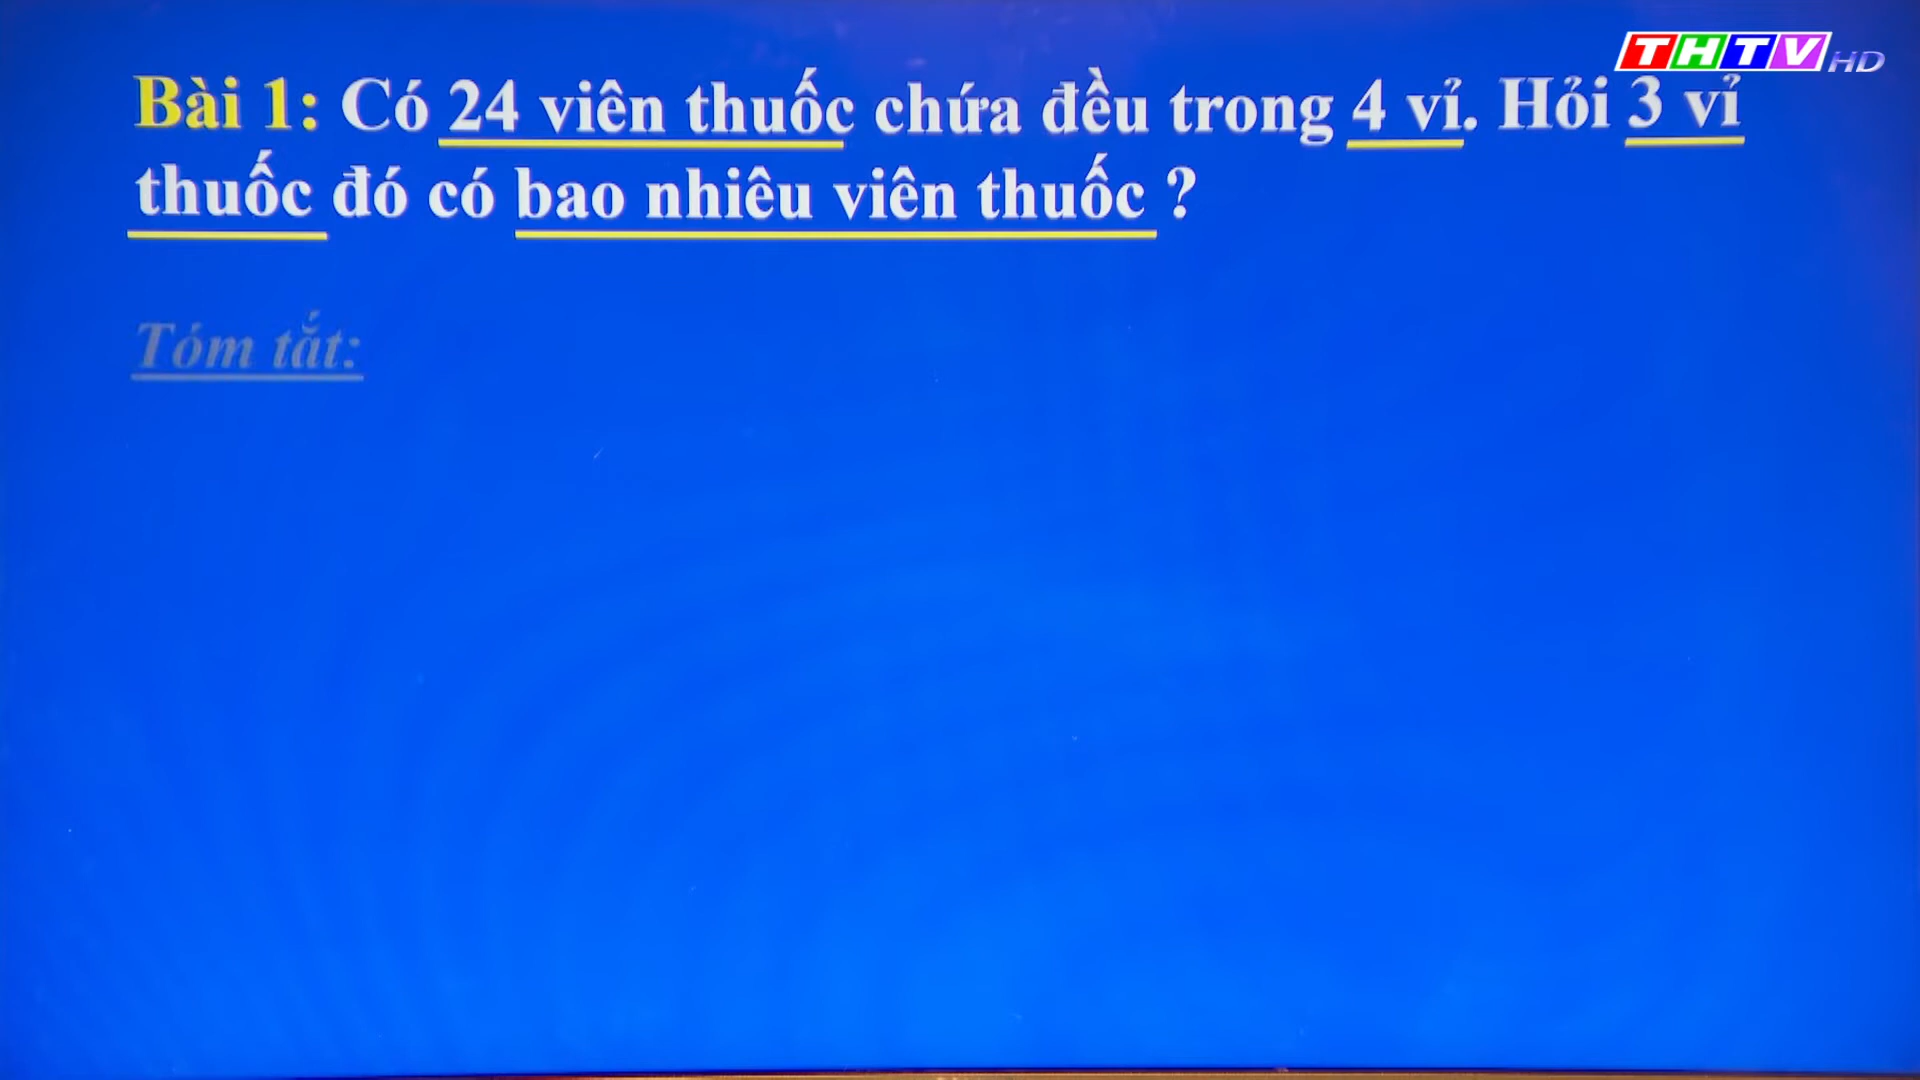 THTV HD
Bài 1: Có 24 viên thuốc chứa đều trong 4 vỉ. Hỏi 3 vỉ
thuốc đó có bao nhiêu viên thuốc ?
Tóm tắt: